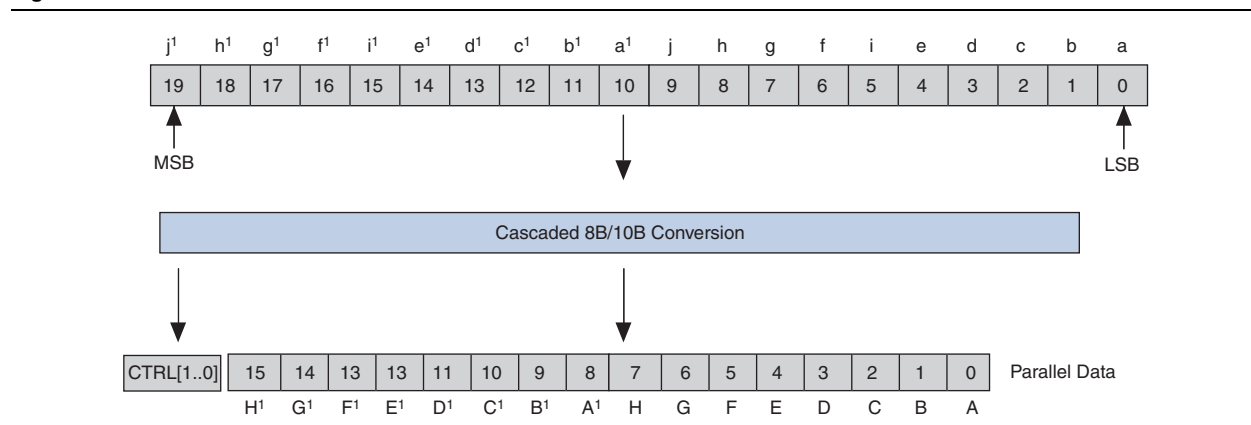 j¹ h¹ g¹ f¹ i¹ e¹ d¹ c¹ b¹ a¹ j h g f i e d c b a
19 18 17 16 15 14 13 12 11 10 9 8 7 6 5 4 3 2 1 0
MSB LSB
Cascaded 8B/10B Conversion
CTRL[1..0] 15 14 13 13 11 10 9 8 7 6 5 4 3 2 1 0 Parallel Data
H¹ G¹ F¹ E¹ D¹ C¹ B¹ A¹ H G F E D C B A